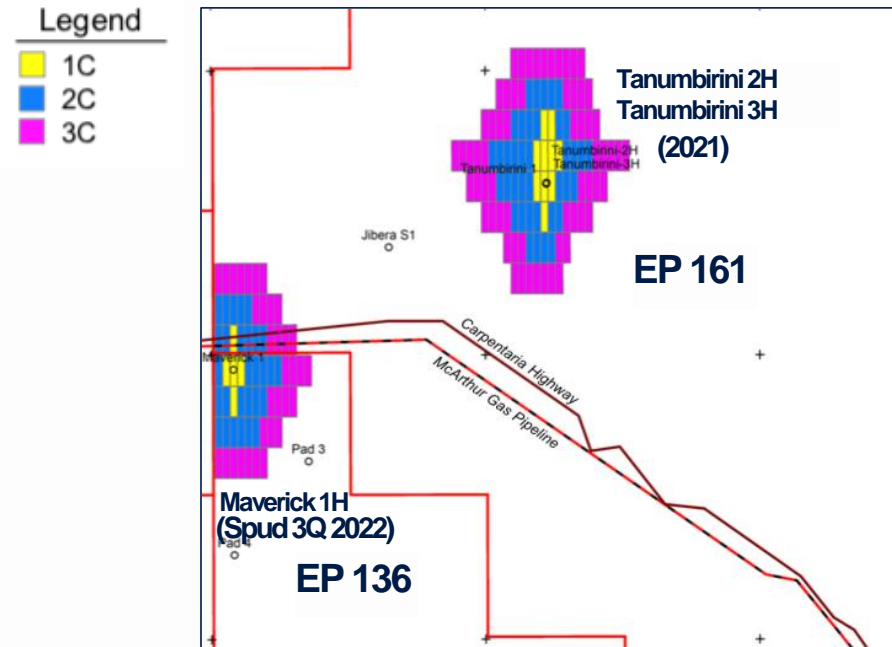 Legend
1C
2C
3C
Tanumbirini 2H
Tanumbirini 3H
(2021)
Tanumbirini-2H
Tanumbirini 1
Tanumbirini-3H
Jibera S1
EP 161
Carpentaria Highway
McArthur Gas Pipeline
Maverick 1
Pad 3
Maverick 1H
(Spud 3Q 2022)
Pad 4
EP 136